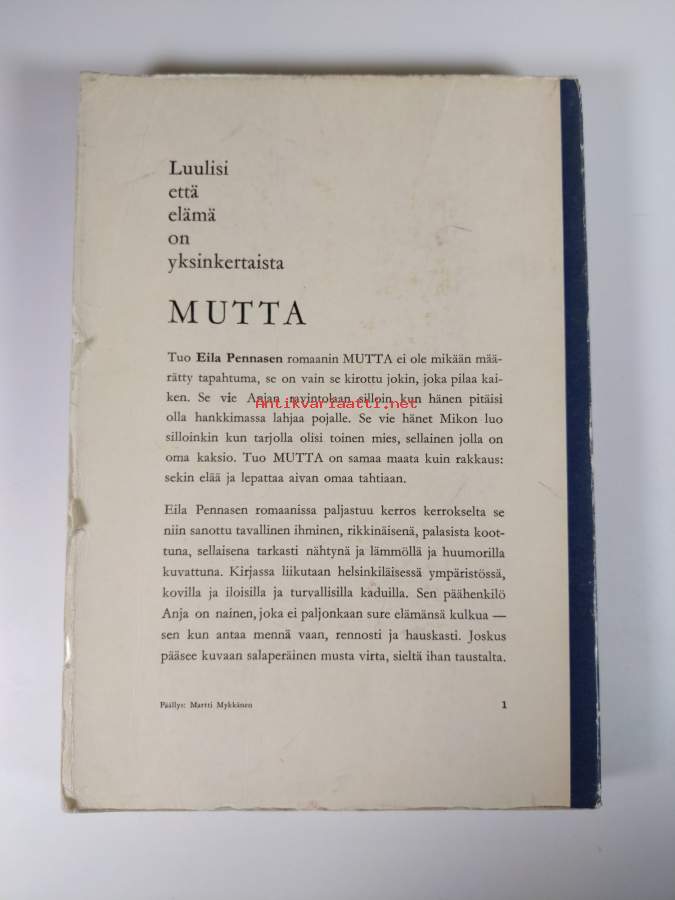 Luulisi
että
elämä
on
yksinkertaista
MUTTA
Tuo Eila Pennasen romaanin MUTTA ei ole mikään mää-
rätty tapahtuma, se on vain se kirottu jokin, joka pilaa kai-
ken. Se vie Anjan ravintolaan silloin kun hänen pitäisi
Antikvariaatti.net
olla hankkimassa lahjaa pojalle. Se vie hänet Mikon luo
silloinkin kun tarjolla olisi toinen mies, sellainen jolla on
oma kaksio. Tuo MUTTA on samaa maata kuin rakkaus:
sekin elää ja lepattaa aivan omaa tahtiaan.
Eila Pennasen romaanissa paljastuu kerros kerrokselta se
niin sanottu tavallinen ihminen, rikkinäisenä, palasista koot-
tuna, sellaisena tarkasti nähtynä ja lämmöllä ja huumorilla
kuvattuna. Kirjassa liikutaan helsinkiläisessä ympäristössä,
kovilla ja iloisilla ja turvallisilla kaduilla. Sen päähenkilö
Anja on nainen, joka ei paljonkaan sure elämänsä kulkua —
sen kun antaa mennä vaan, rennosti ja hauskasti. Joskus
pääsee kuvaan salaperäinen musta virta, sieltä ihan taustalta.
Päällys: Martti Mykkänen 1